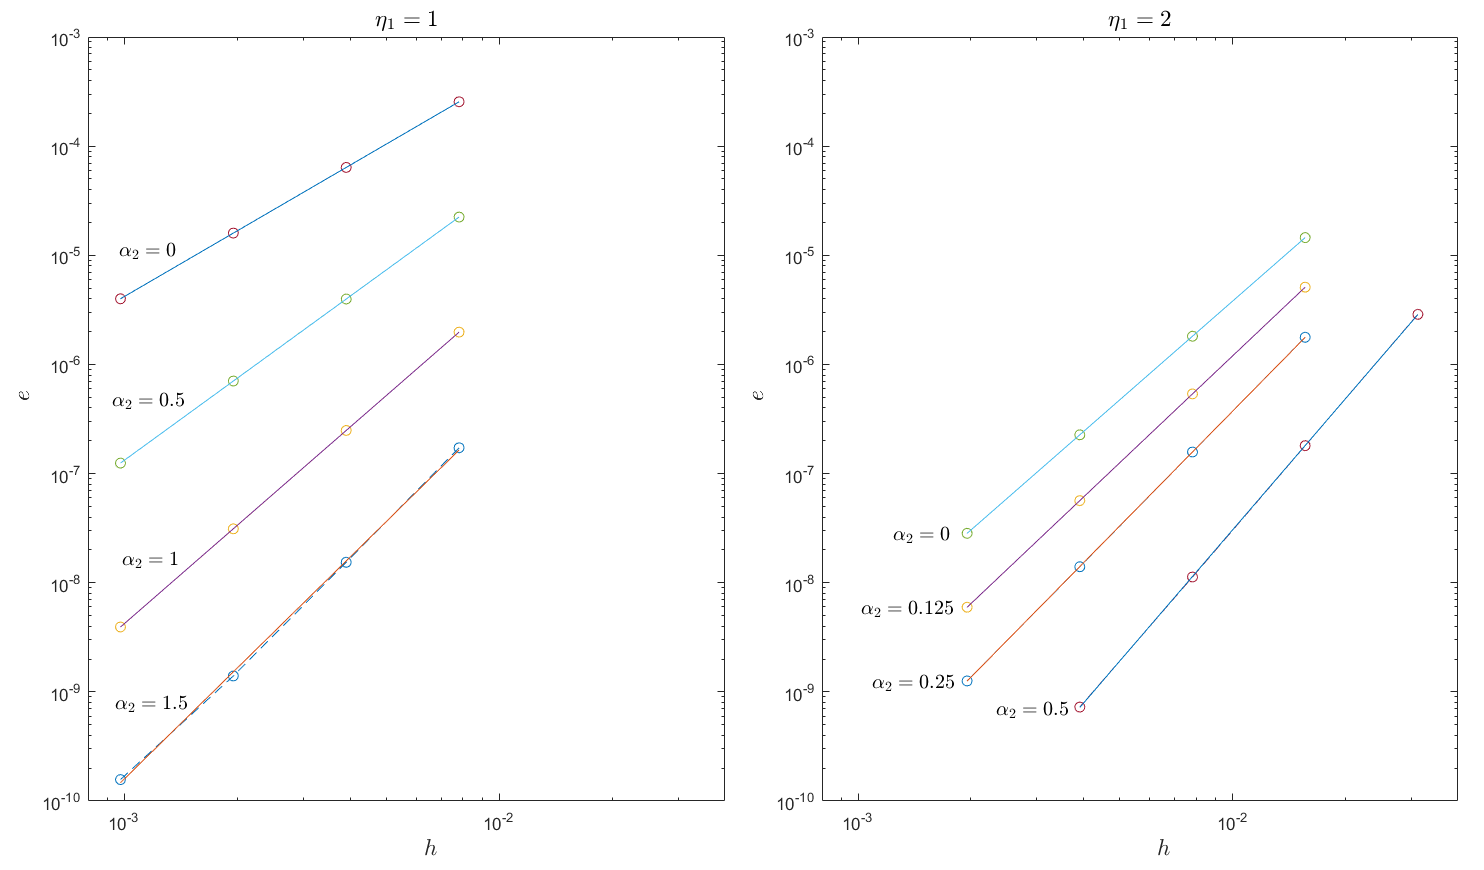 η₁ = 1
10⁻³
10⁻⁴
10⁻⁵
10⁻⁶
10⁻⁷
10⁻⁸
10⁻⁹
10⁻¹⁰
e
α₂ = 0
α₂ = 0.5
α₂ = 1
α₂ = 1.5
10⁻³ 10⁻²
h
η₁ = 2
10⁻³
10⁻⁴
10⁻⁵
10⁻⁶
10⁻⁷
10⁻⁸
10⁻⁹
10⁻¹⁰
e
α₂ = 0
α₂ = 0.125
α₂ = 0.25
α₂ = 0.5
10⁻³ 10⁻²
h